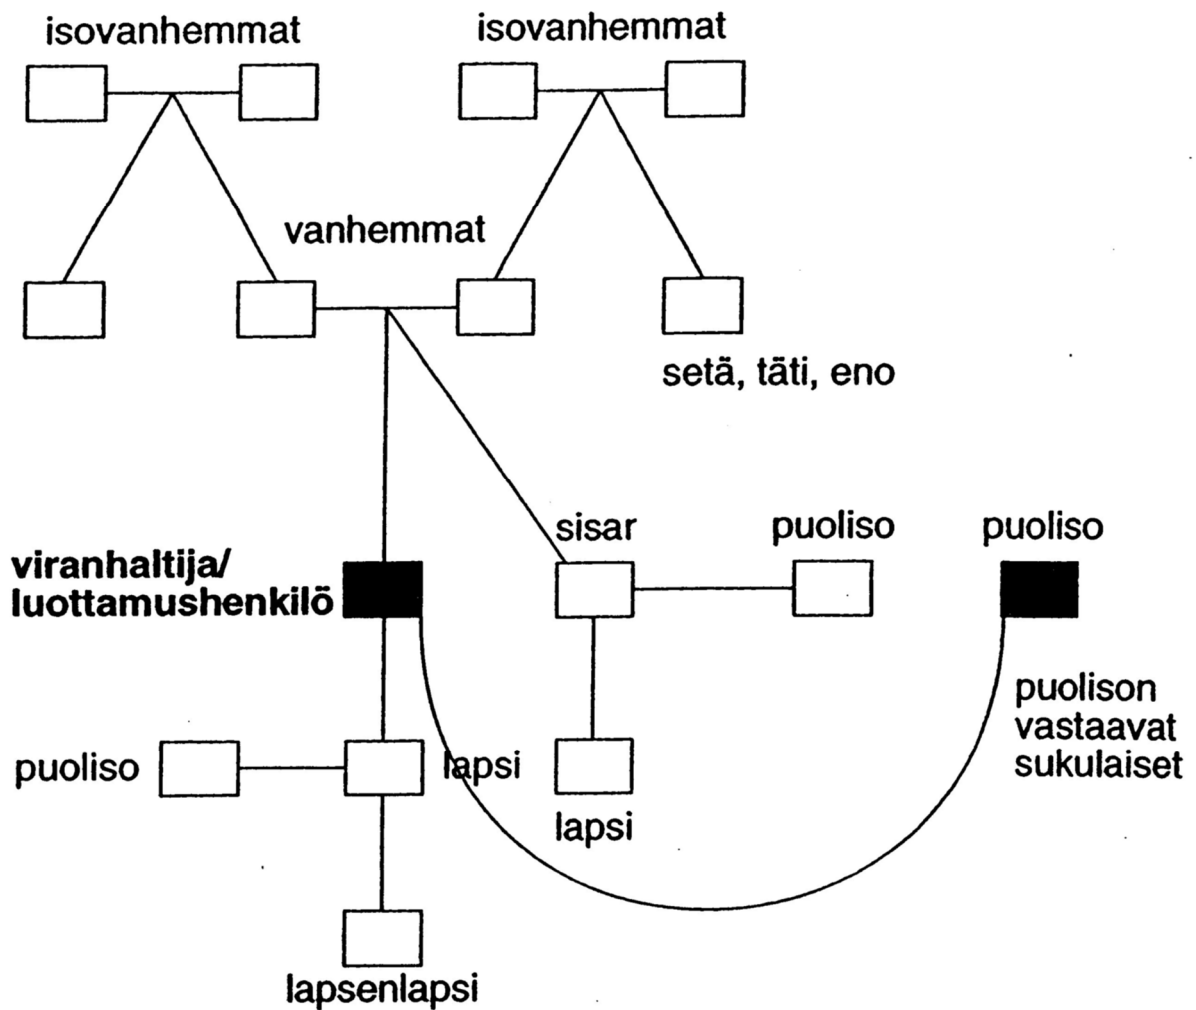 isovanhemmat
isovanhemmat
vanhemmat
setä, täti, eno
sisar
puoliso
puoliso
viranhaltija/
luottamushenkilö
puolison
vastaavat
sukulaiset
puoliso
lapsi
lapsi
lapsenlapsi